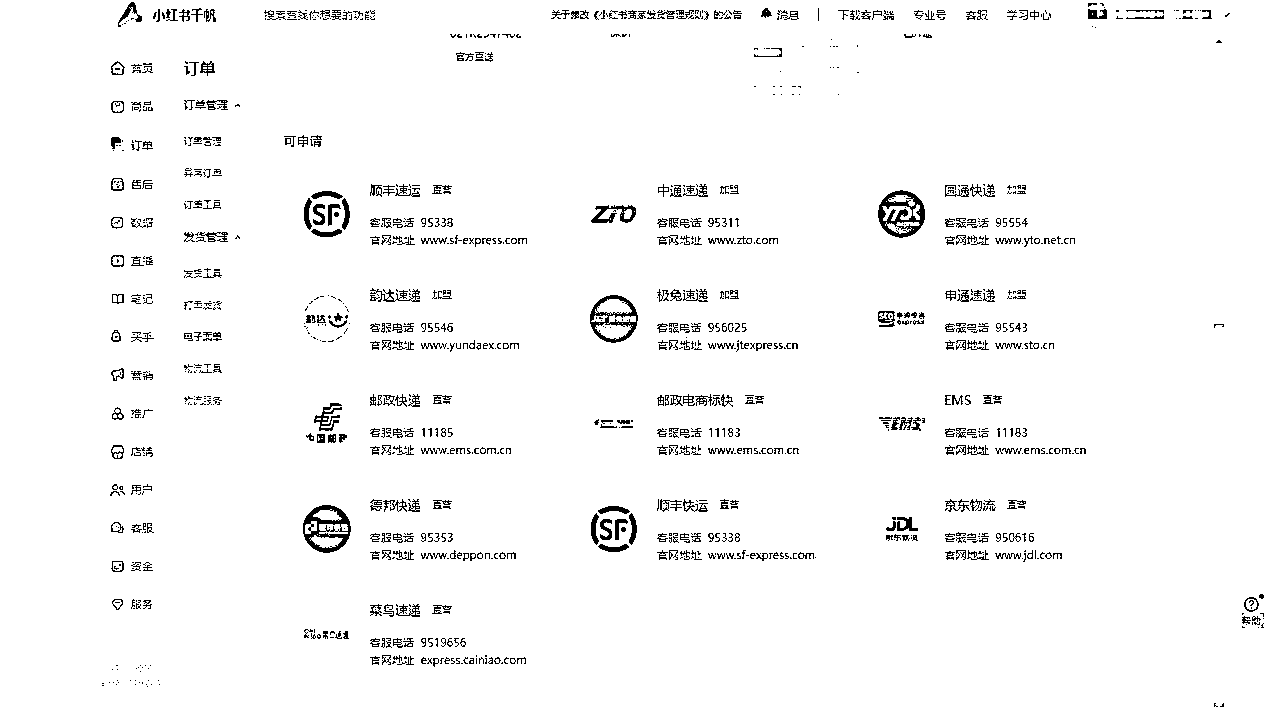 小红书千帆
搜索查找你想要的功能
关于修改《小红书商家发货管理规则》的公告
消息
下载客户端
专业号
客服
学习中心
官方直送
首页
商品
订单
售后
数据
直播
笔记
买手
营销
推广
店铺
用户
客服
资金
服务
订单
订单管理
订单管理
异常订单
订单工具
发货管理
发货工具
打单发货
电子面单
物流工具
物流服务
可申请
SF
顺丰速运 直营
客服电话 95338
官网地址 www.sf-express.com
ZTO
中通速递 加盟
客服电话 95311
官网地址 www.zto.com
圆通快递 加盟
客服电话 95554
官网地址 www.yto.net.cn
韵达速递 加盟
客服电话 95546
官网地址 www.yundaex.com
极兔速递 加盟
客服电话 956025
官网地址 www.jtexpress.cn
申通速递 加盟
客服电话 95543
官网地址 www.sto.cn
中国邮政
邮政快递 直营
客服电话 11185
官网地址 www.ems.com.cn
邮政电商标快 直营
客服电话 11183
官网地址 www.ems.com.cn
EMS
EMS 直营
客服电话 11183
官网地址 www.ems.com.cn
德邦快递 直营
客服电话 95353
官网地址 www.deppon.com
SF
顺丰快运 直营
客服电话 95338
官网地址 www.sf-express.com
JDL
京东物流
京东物流 直营
客服电话 950616
官网地址 www.jdl.com
菜鸟速递 直营
客服电话 9519656
官网地址 express.cainiao.com
帮助